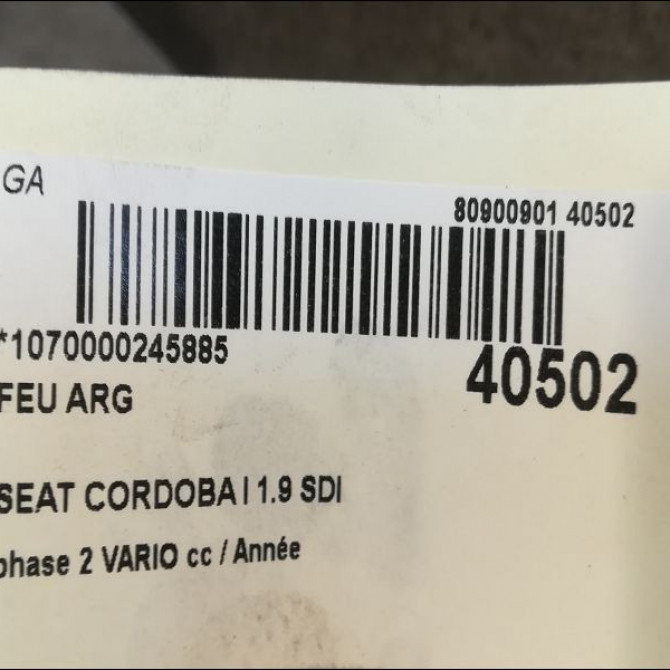 GA
80900901 40502
*1070000245885
40502
FEU ARG
SEAT CORDOBA I 1.9 SDI
phase 2 VARIO cc / Année